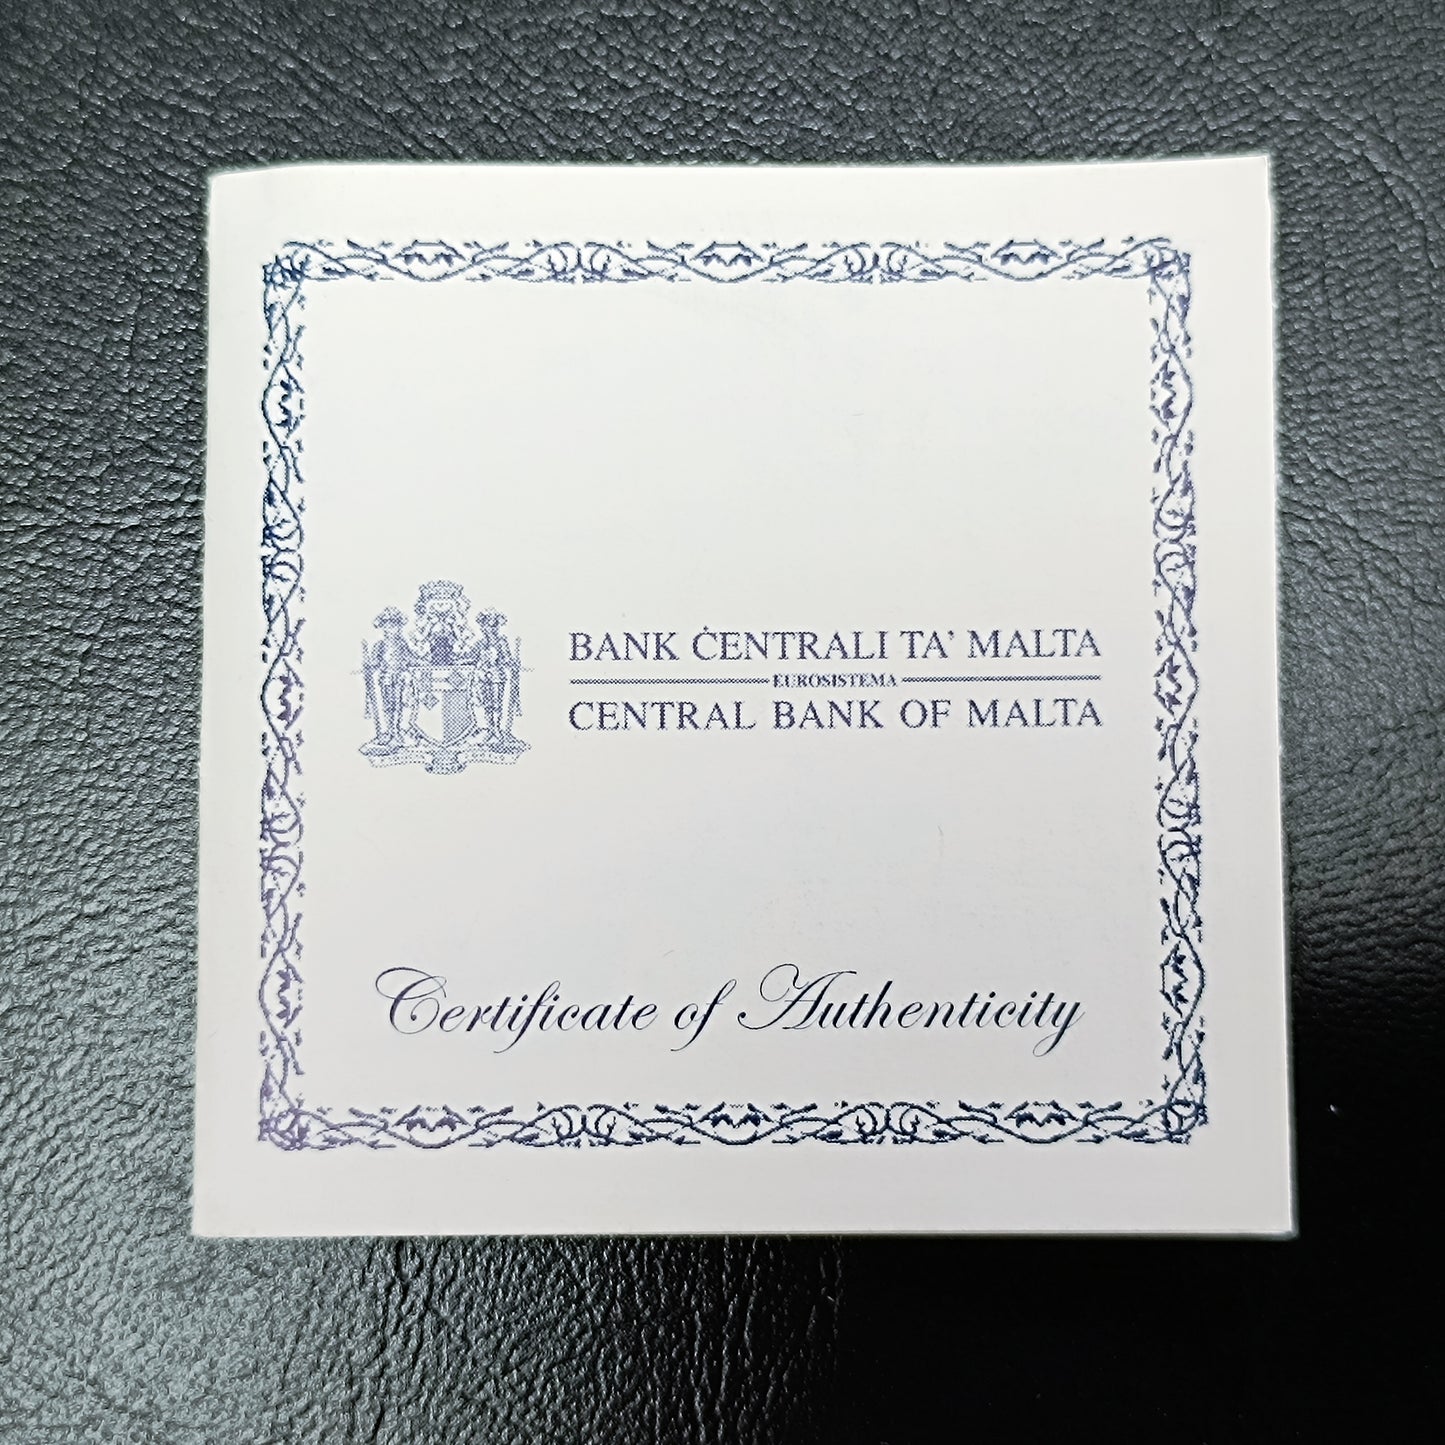 BANK ĊENTRALI TA' MALTA
EUROSISTEMA
CENTRAL BANK OF MALTA
Certificate of Authenticity